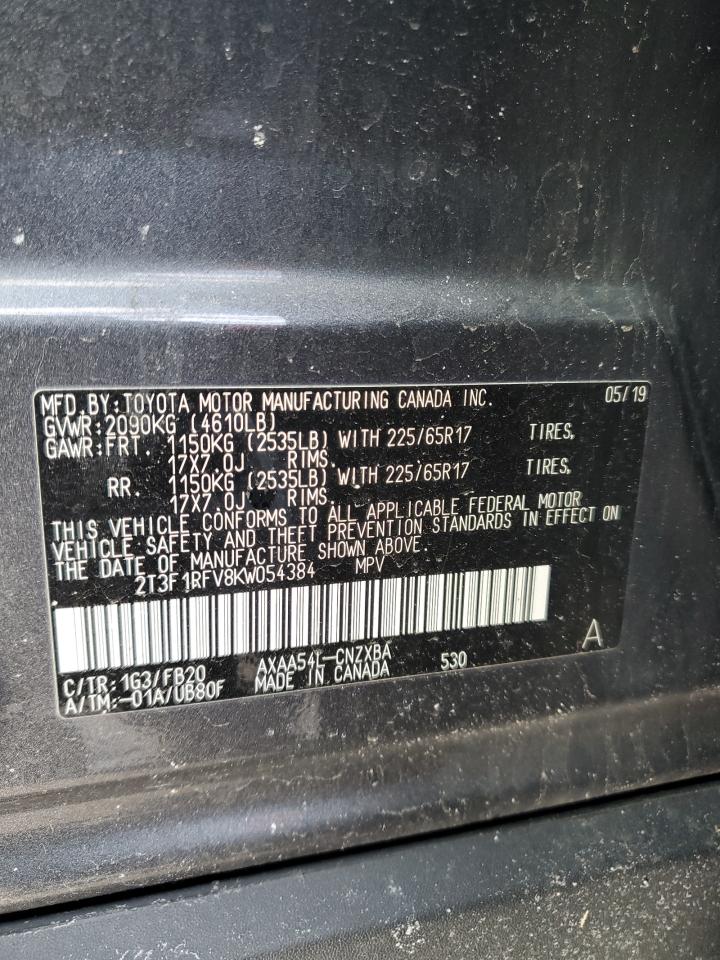 MFD.BY:TOYOTA MOTOR MANUFACTURING CANADA INC. 05/19
GVWR:2090KG (4610LB)
GAWR:FRT. 1150KG (2535LB) WITH 225/65R17 TIRES,
17X7.0J RIMS.
RR. 1150KG (2535LB) WITH 225/65R17 TIRES,
17X7.0J RIMS.
THIS VEHICLE CONFORMS TO ALL APPLICABLE FEDERAL MOTOR
VEHICLE SAFETY AND THEFT PREVENTION STANDARDS IN EFFECT ON
THE DATE OF MANUFACTURE SHOWN ABOVE.
2T3F1RFV8KW054384 MPV
A
C/TR:1G3/FB20 AXAA54L-CNZXBA 530
A/TM:-01A/UB80F MADE IN CANADA